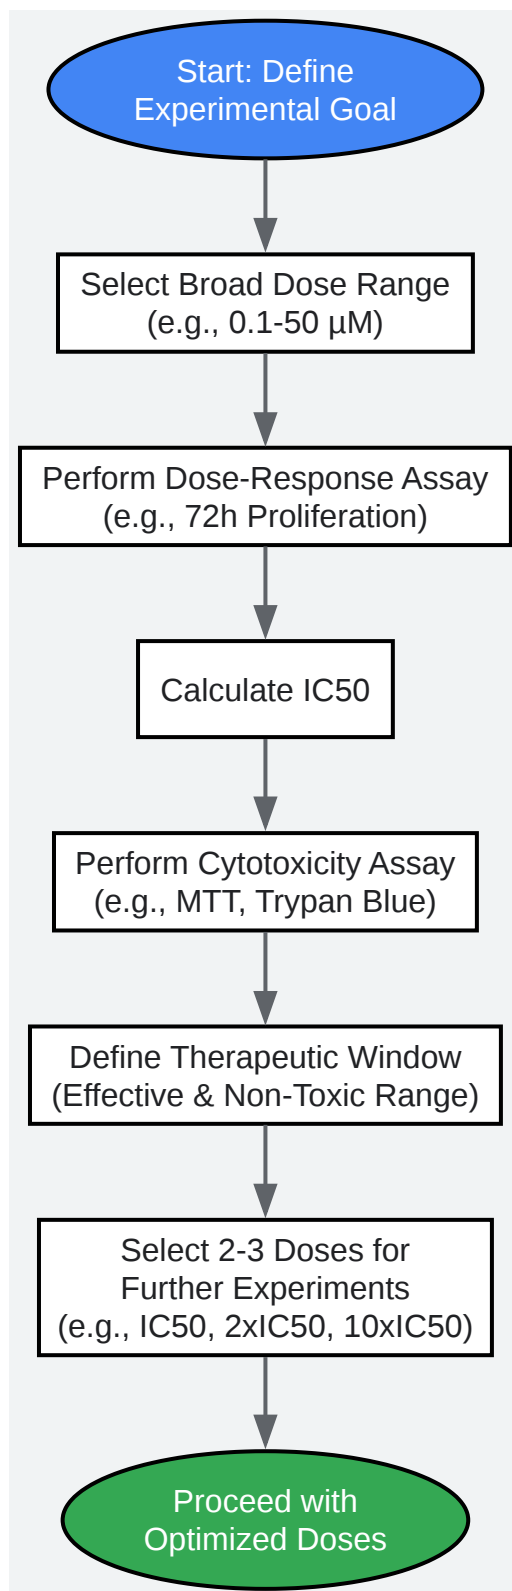 Start: Define
Experimental Goal
Select Broad Dose Range
(e.g., 0.1-50 µM)
Perform Dose-Response Assay
(e.g., 72h Proliferation)
Calculate IC50
Perform Cytotoxicity Assay
(e.g., MTT, Trypan Blue)
Define Therapeutic Window
(Effective & Non-Toxic Range)
Select 2-3 Doses for
Further Experiments
(e.g., IC50, 2xIC50, 10xIC50)
Proceed with
Optimized Doses